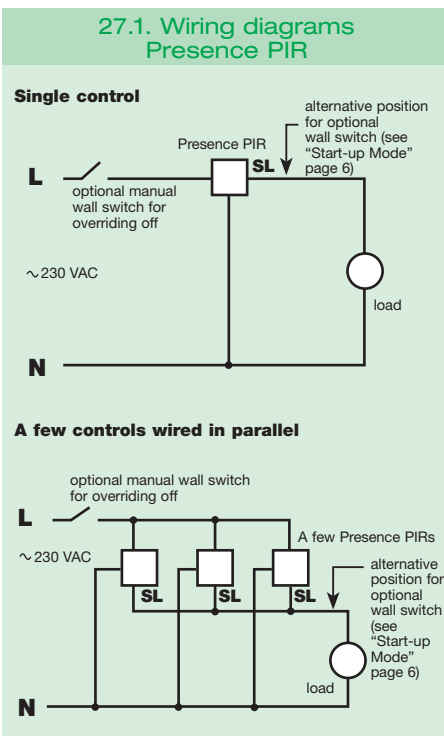 27.1. Wiring diagrams
Presence PIR
Single control
alternative position
for optional
wall switch (see
“Start-up Mode”
page 6)
Presence PIR
L
SL
optional manual
wall switch for
overriding off
~230 VAC
load
N
A few controls wired in parallel
optional manual wall switch
for overriding off
L
A few Presence PIRs
~230 VAC
alternative
position for
optional
wall switch
(see
“Start-up
Mode”
page 6)
SL
SL
SL
load
N